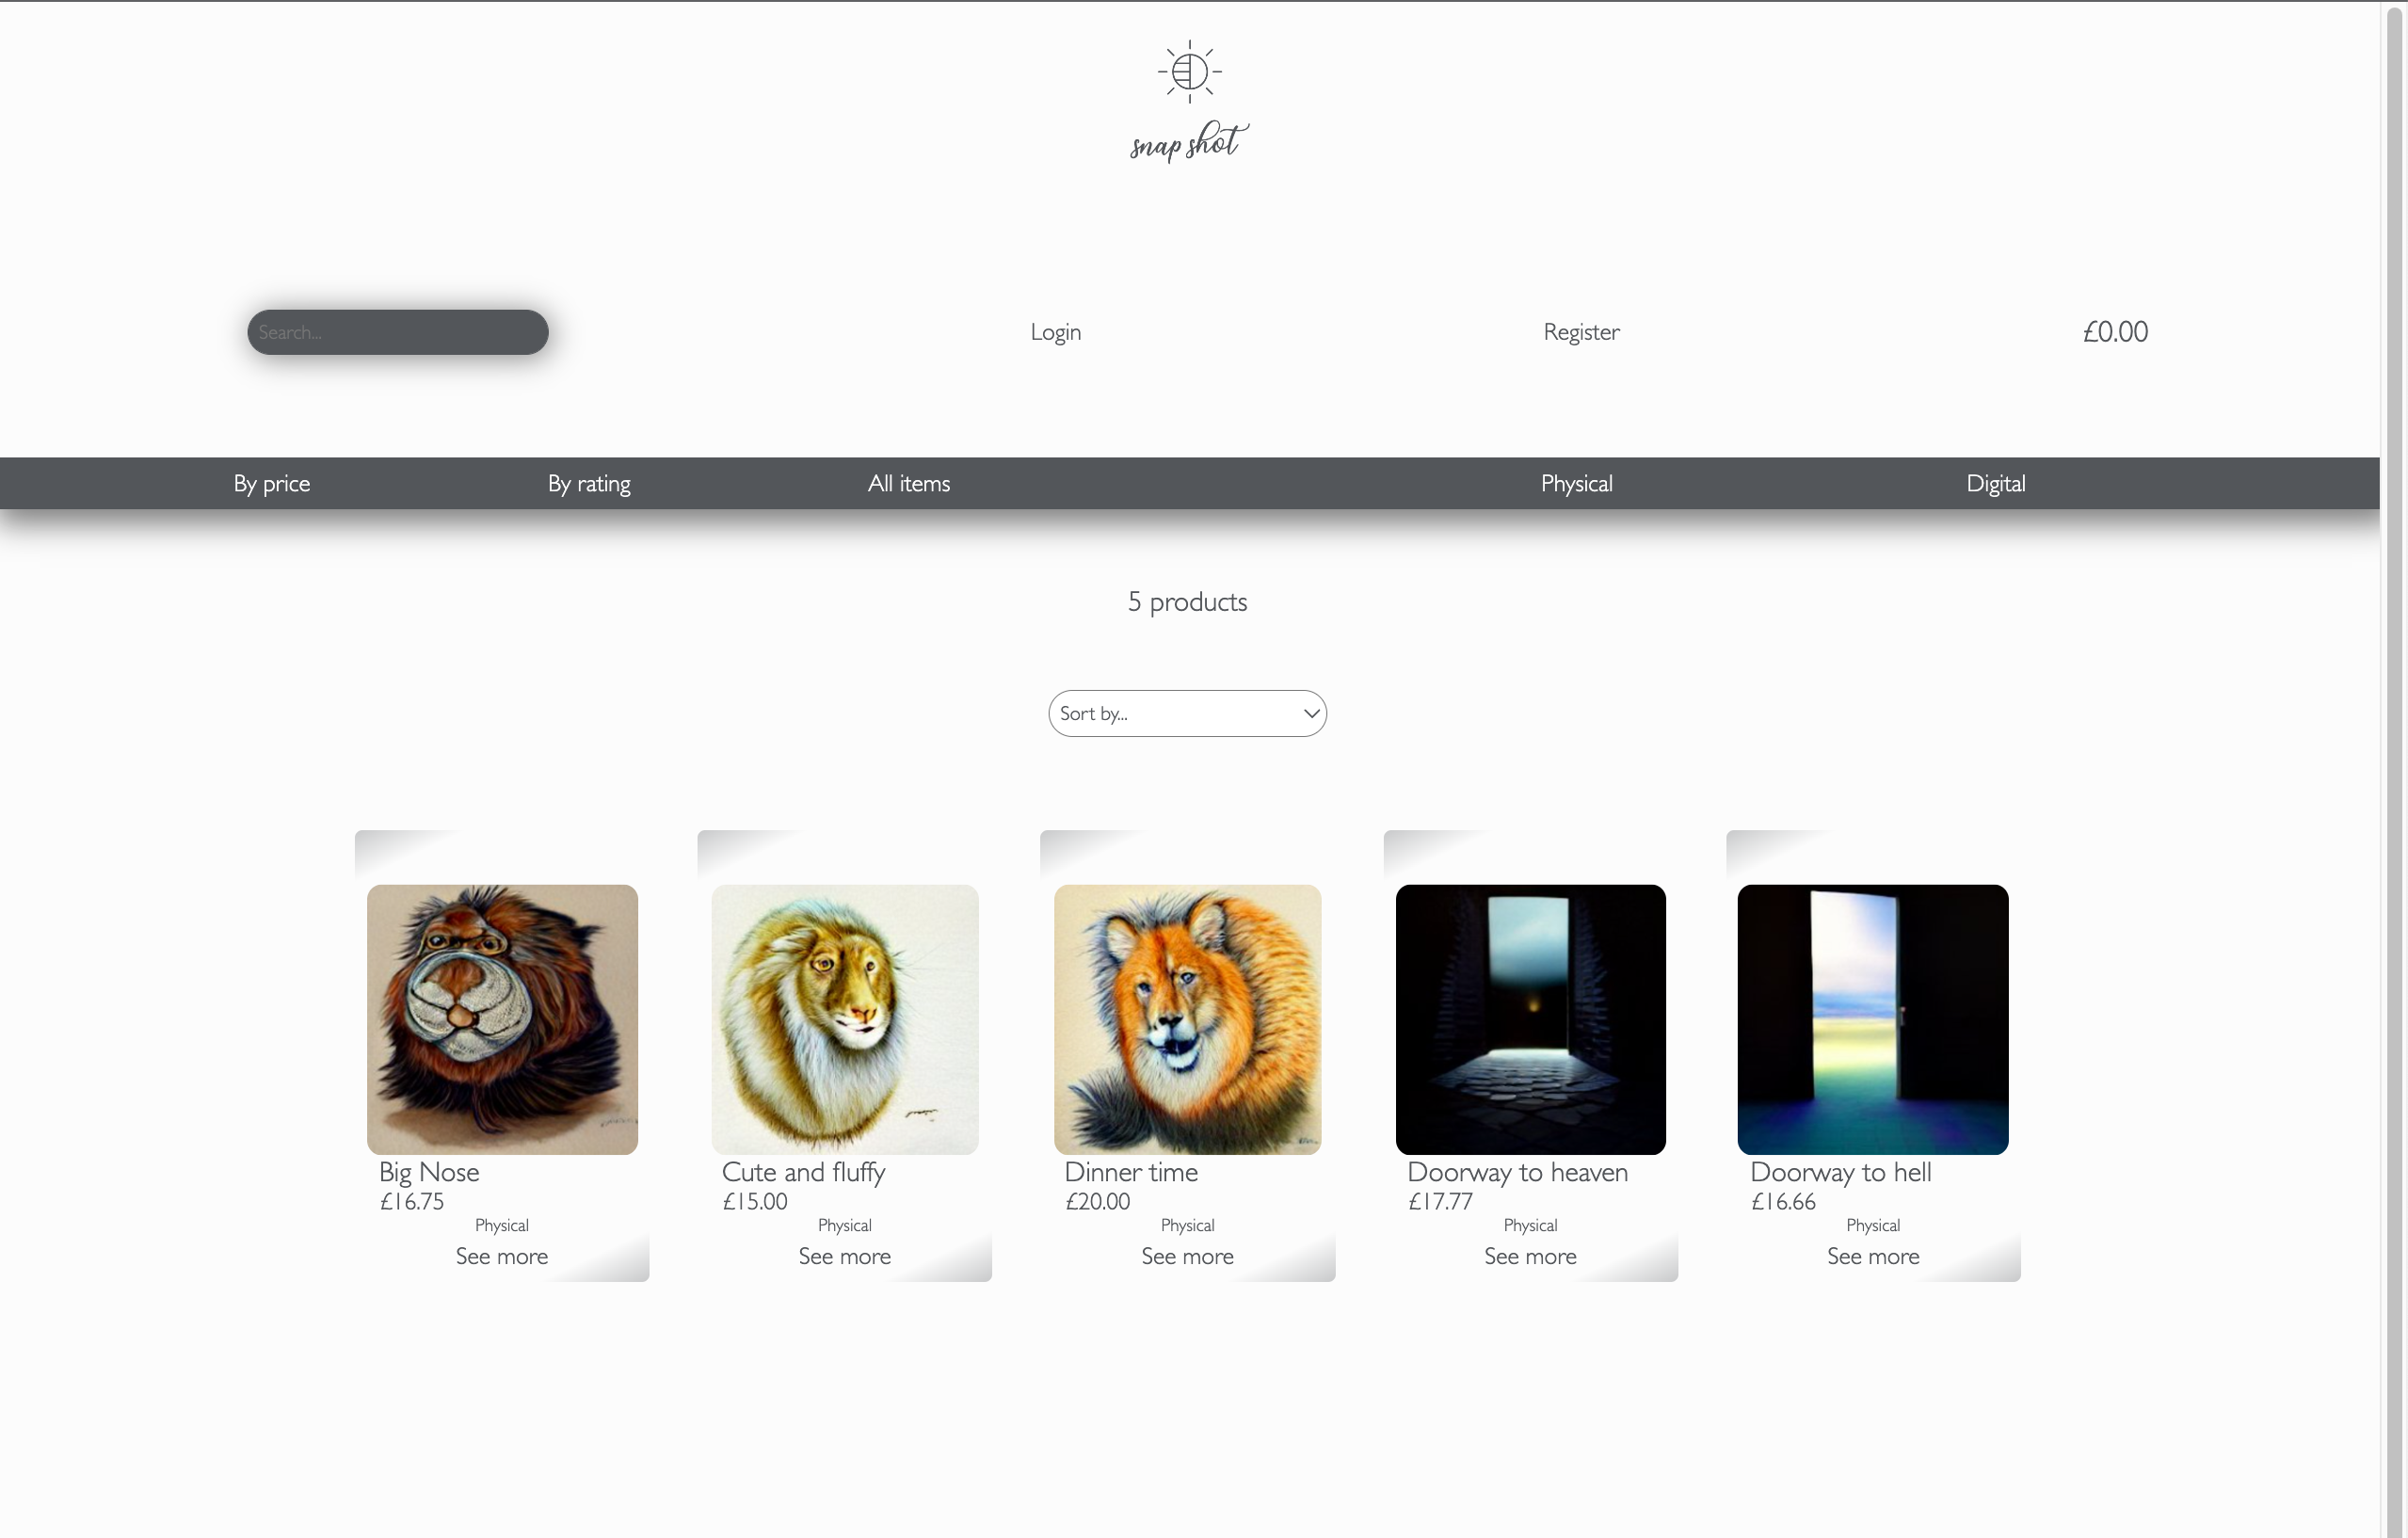 snap shot
Search...
Login
Register
£0.00
By price
By rating
All items
Physical
Digital
5 products
Sort by...
Big Nose
£16.75
Physical
See more
Cute and fluffy
£15.00
Physical
See more
Dinner time
£20.00
Physical
See more
Doorway to heaven
£17.77
Physical
See more
Doorway to hell
£16.66
Physical
See more